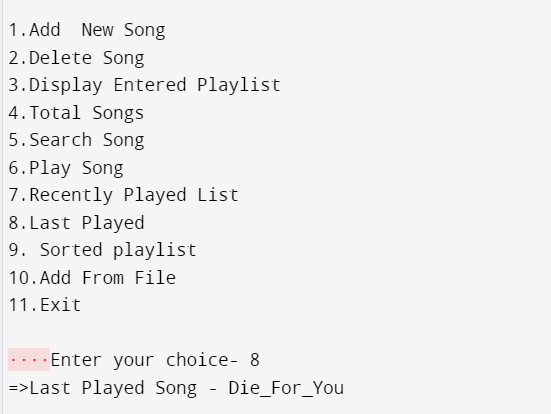 1.Add  New Song
2.Delete Song
3.Display Entered Playlist
4.Total Songs
5.Search Song
6.Play Song
7.Recently Played List
8.Last Played
9. Sorted playlist
10.Add From File
11.Exit
····Enter your choice- 8
=>Last Played Song - Die_For_You